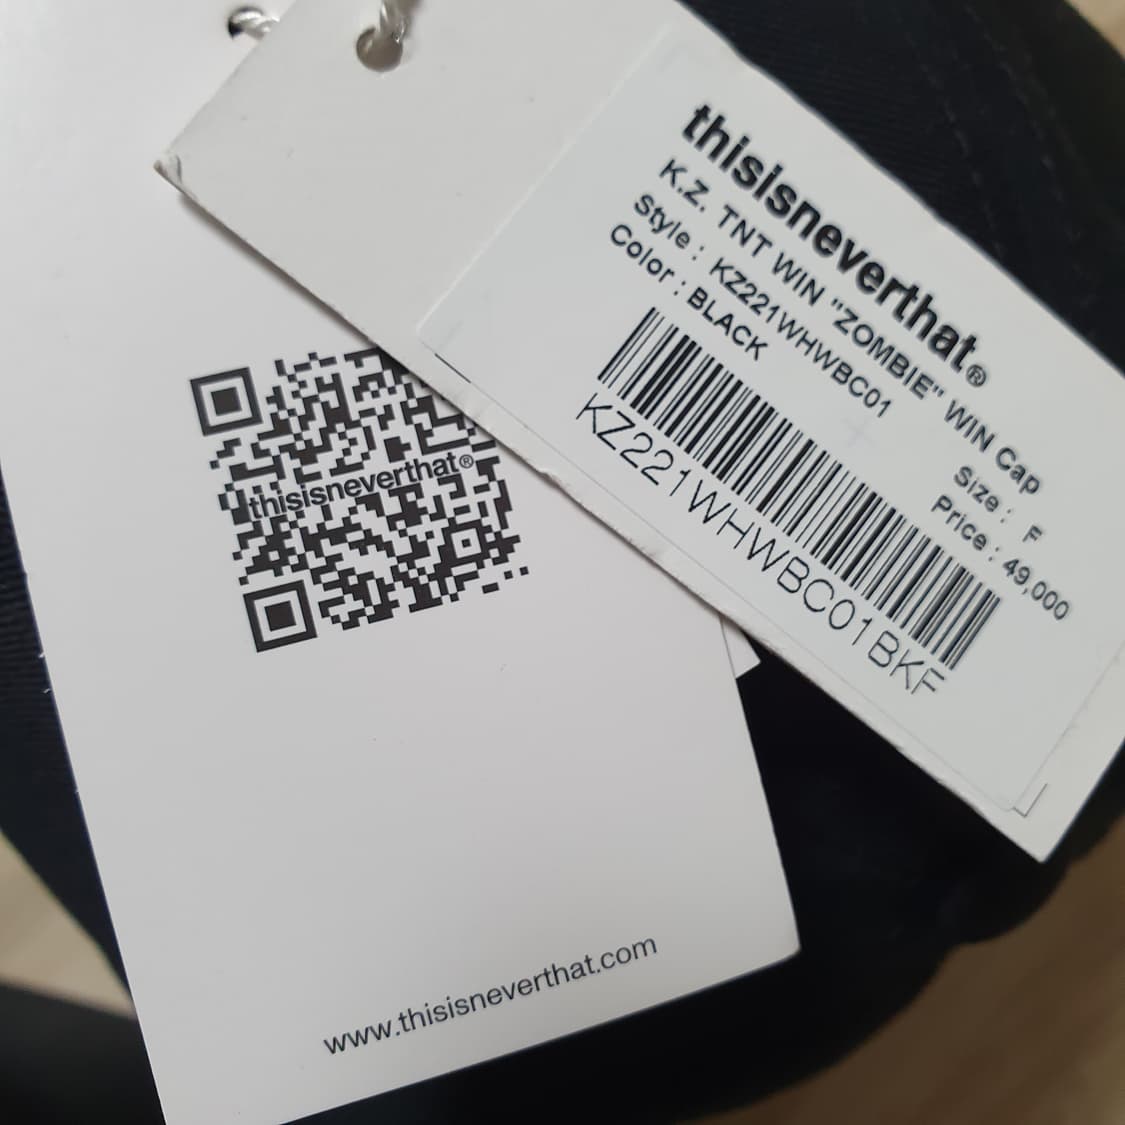 thisisneverthat®
K.Z. TNT WIN "ZOMBIE" WIN Cap
Style : KZ221WHWBC01
Color : BLACK
Size : F
Price : 49,000
KZ221WHWBC01BKF
thisisneverthat®
www.thisisneverthat.com